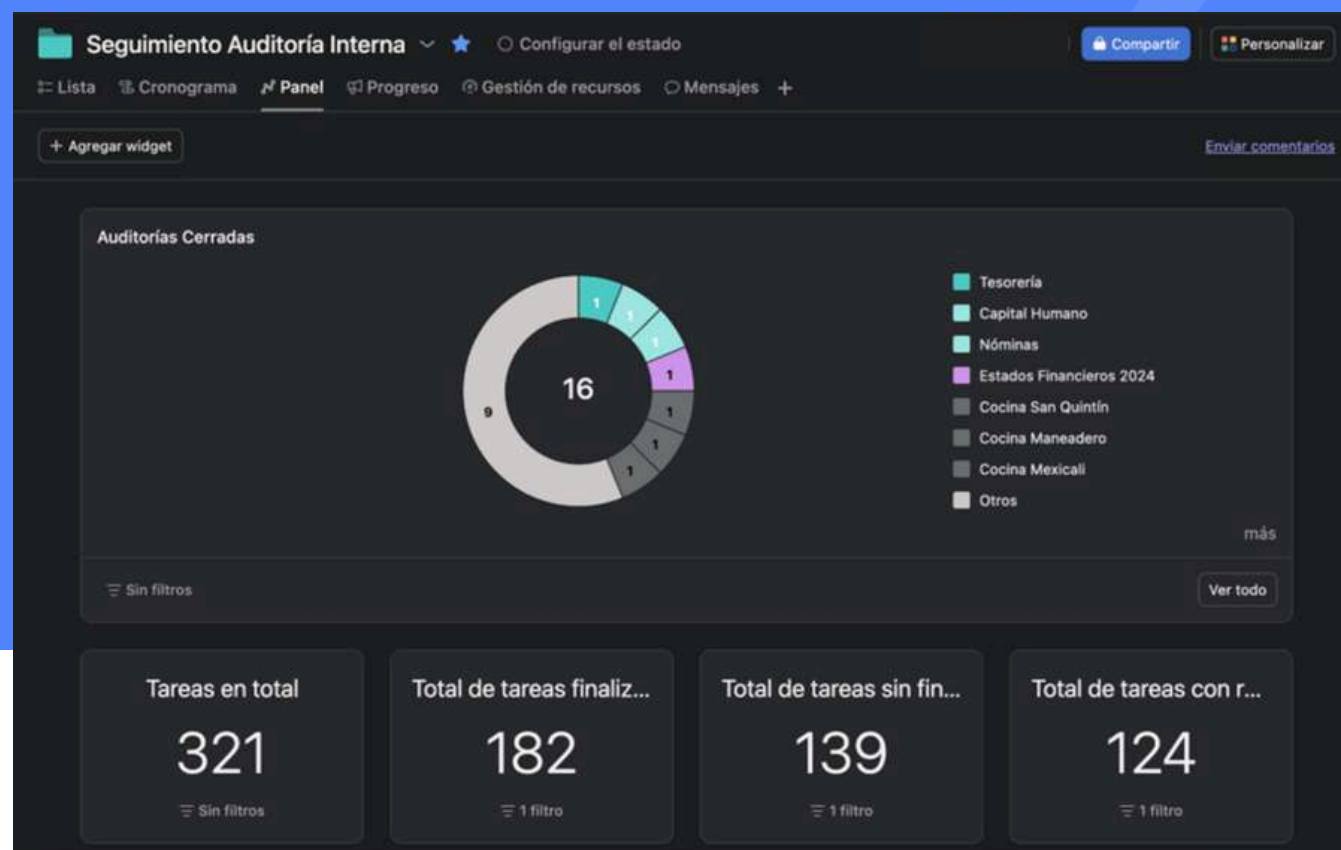 Seguimiento Auditoría Interna
Configurar el estado
Compartir
Personalizar
Lista
Cronograma
Panel
Progreso
Gestión de recursos
Mensajes
+
+ Agregar widget
Enviar comentarios
Auditorías Cerradas
1
1
1
1
1
1
1
9
16
Tesorería
Capital Humano
Nóminas
Estados Financieros 2024
Cocina San Quintín
Cocina Maneadero
Cocina Mexicali
Otros
más
Sin filtros
Ver todo
Tareas en total
321
Sin filtros
Total de tareas finaliz...
182
1 filtro
Total de tareas sin fin...
139
1 filtro
Total de tareas con r...
124
1 filtro